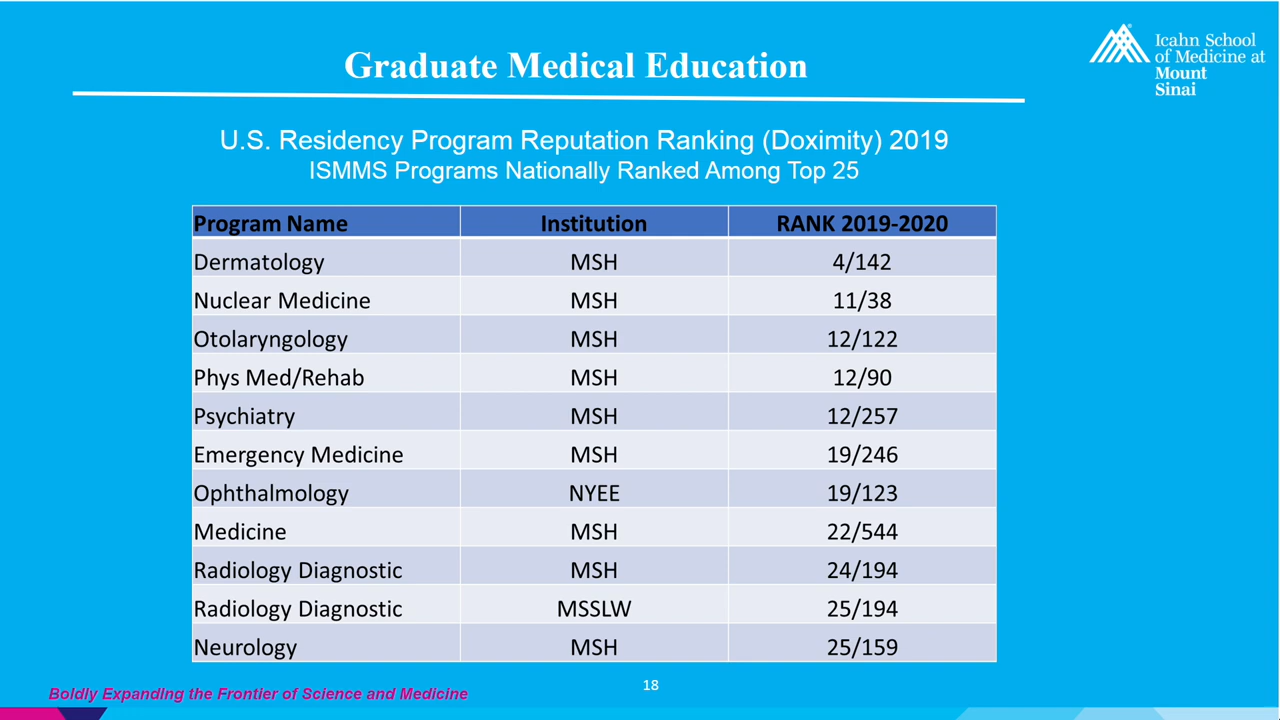 Graduate Medical Education
Icahn School
of Medicine at
Mount
Sinai
U.S. Residency Program Reputation Ranking (Doximity) 2019
ISMMS Programs Nationally Ranked Among Top 25
Program Name Institution RANK 2019-2020
Dermatology MSH 4/142
Nuclear Medicine MSH 11/38
Otolaryngology MSH 12/122
Phys Med/Rehab MSH 12/90
Psychiatry MSH 12/257
Emergency Medicine MSH 19/246
Ophthalmology NYEE 19/123
Medicine MSH 22/544
Radiology Diagnostic MSH 24/194
Radiology Diagnostic MSSLW 25/194
Neurology MSH 25/159
Boldly Expanding the Frontier of Science and Medicine
18